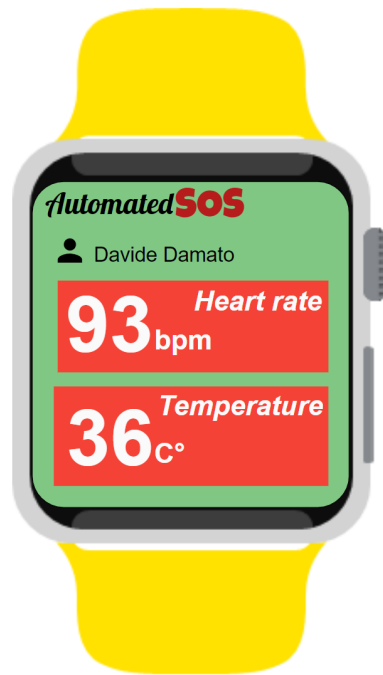 AutomatedSOS
Davide Damato
Heart rate
93bpm
Temperature
36C°